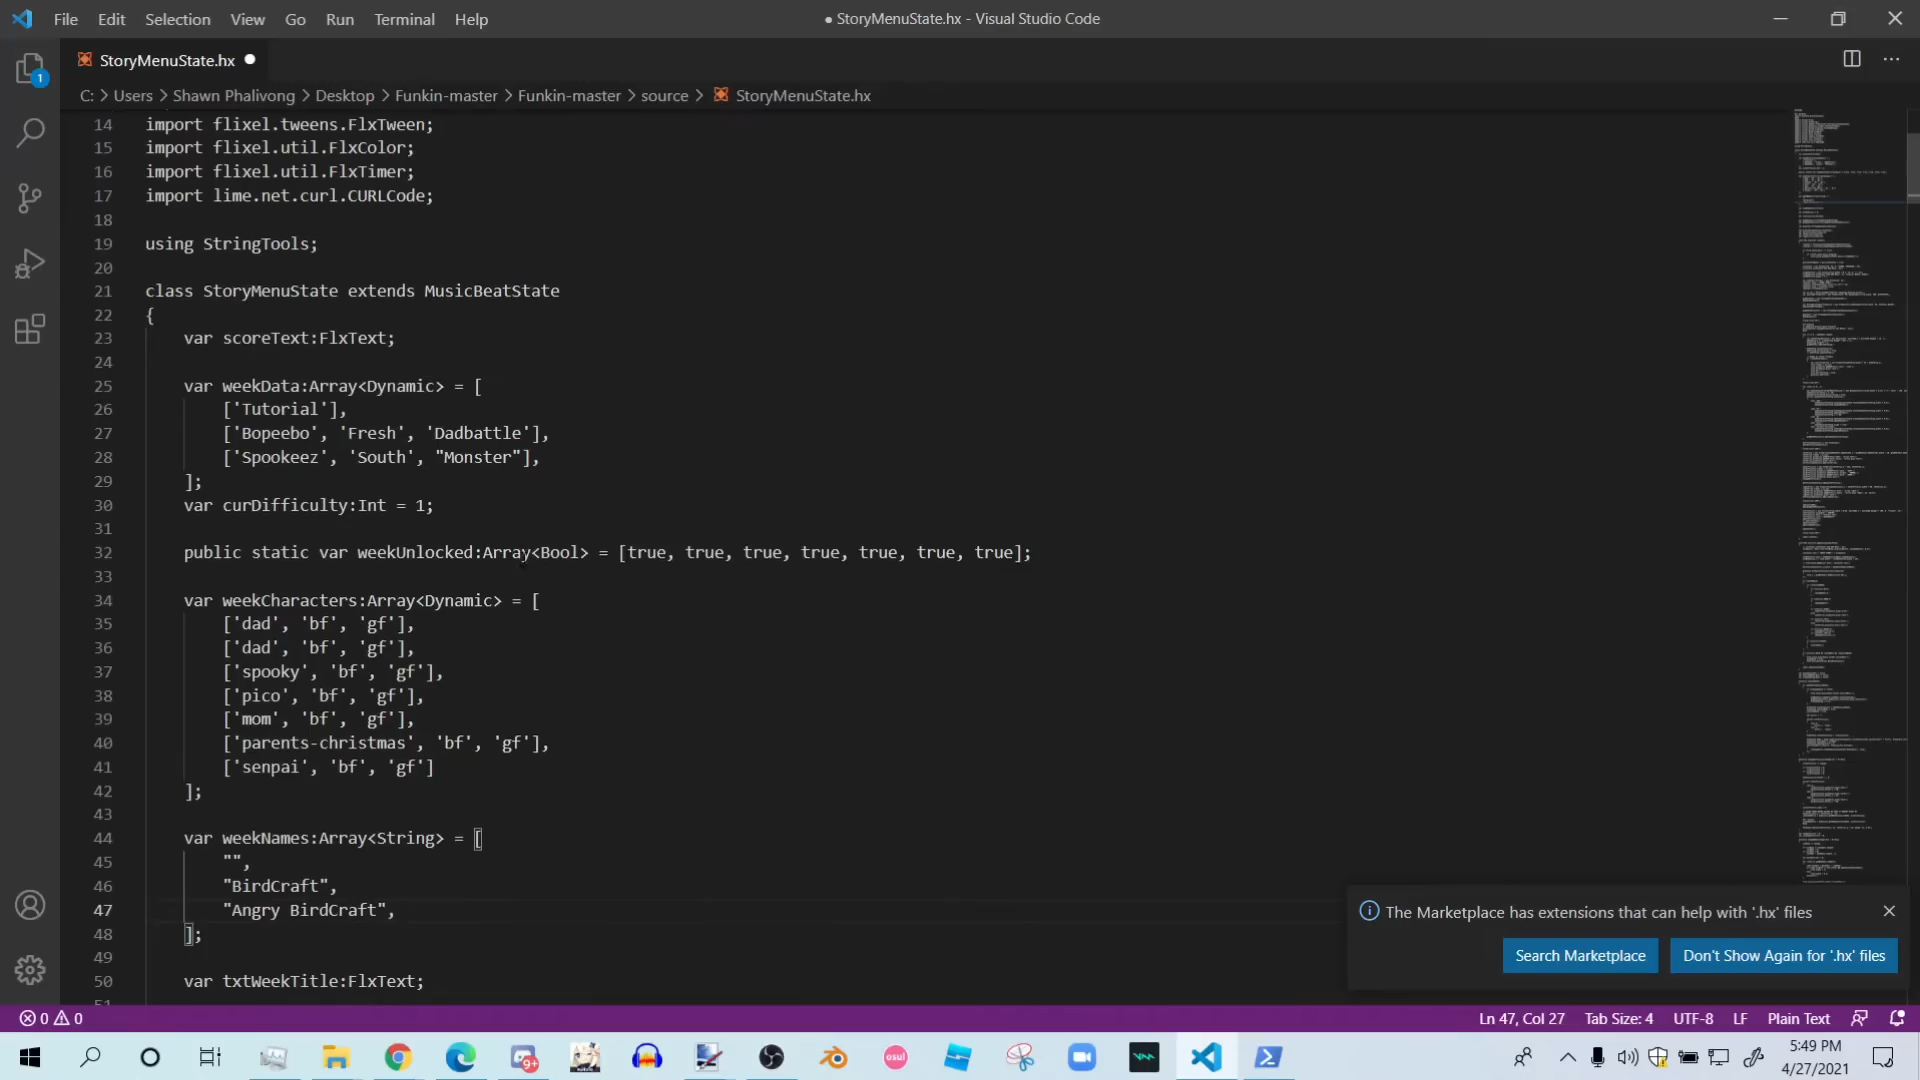 File Edit Selection View Go Run Terminal Help
● StoryMenuState.hx - Visual Studio Code
StoryMenuState.hx ●
C: > Users > Shawn Phalivong > Desktop > Funkin-master > Funkin-master > source > StoryMenuState.hx
1
14 import flixel.tweens.FlxTween;
15 import flixel.util.FlxColor;
16 import flixel.util.FlxTimer;
17 import lime.net.curl.CURLCode;
18
19 using StringTools;
20
21 class StoryMenuState extends MusicBeatState
22 {
23 var scoreText:FlxText;
24
25 var weekData:Array<Dynamic> = [
26 ['Tutorial'],
27 ['Bopeebo', 'Fresh', 'Dadbattle'],
28 ['Spookeez', 'South', "Monster"],
29 ];
30 var curDifficulty:Int = 1;
31
32 public static var weekUnlocked:Array<Bool> = [true, true, true, true, true, true, true];
33
34 var weekCharacters:Array<Dynamic> = [
35 ['dad', 'bf', 'gf'],
36 ['dad', 'bf', 'gf'],
37 ['spooky', 'bf', 'gf'],
38 ['pico', 'bf', 'gf'],
39 ['mom', 'bf', 'gf'],
40 ['parents-christmas', 'bf', 'gf'],
41 ['senpai', 'bf', 'gf']
42 ];
43
44 var weekNames:Array<String> = [
45 "",
46 "BirdCraft",
47 "Angry BirdCraft",
48 ];
49
50 var txtWeekTitle:FlxText;
51
The Marketplace has extensions that can help with '.hx' files
Search Marketplace
Don't Show Again for '.hx' files
0 0
Ln 47, Col 27 Tab Size: 4 UTF-8 LF Plain Text
9+
osu!
5:49 PM
4/27/2021